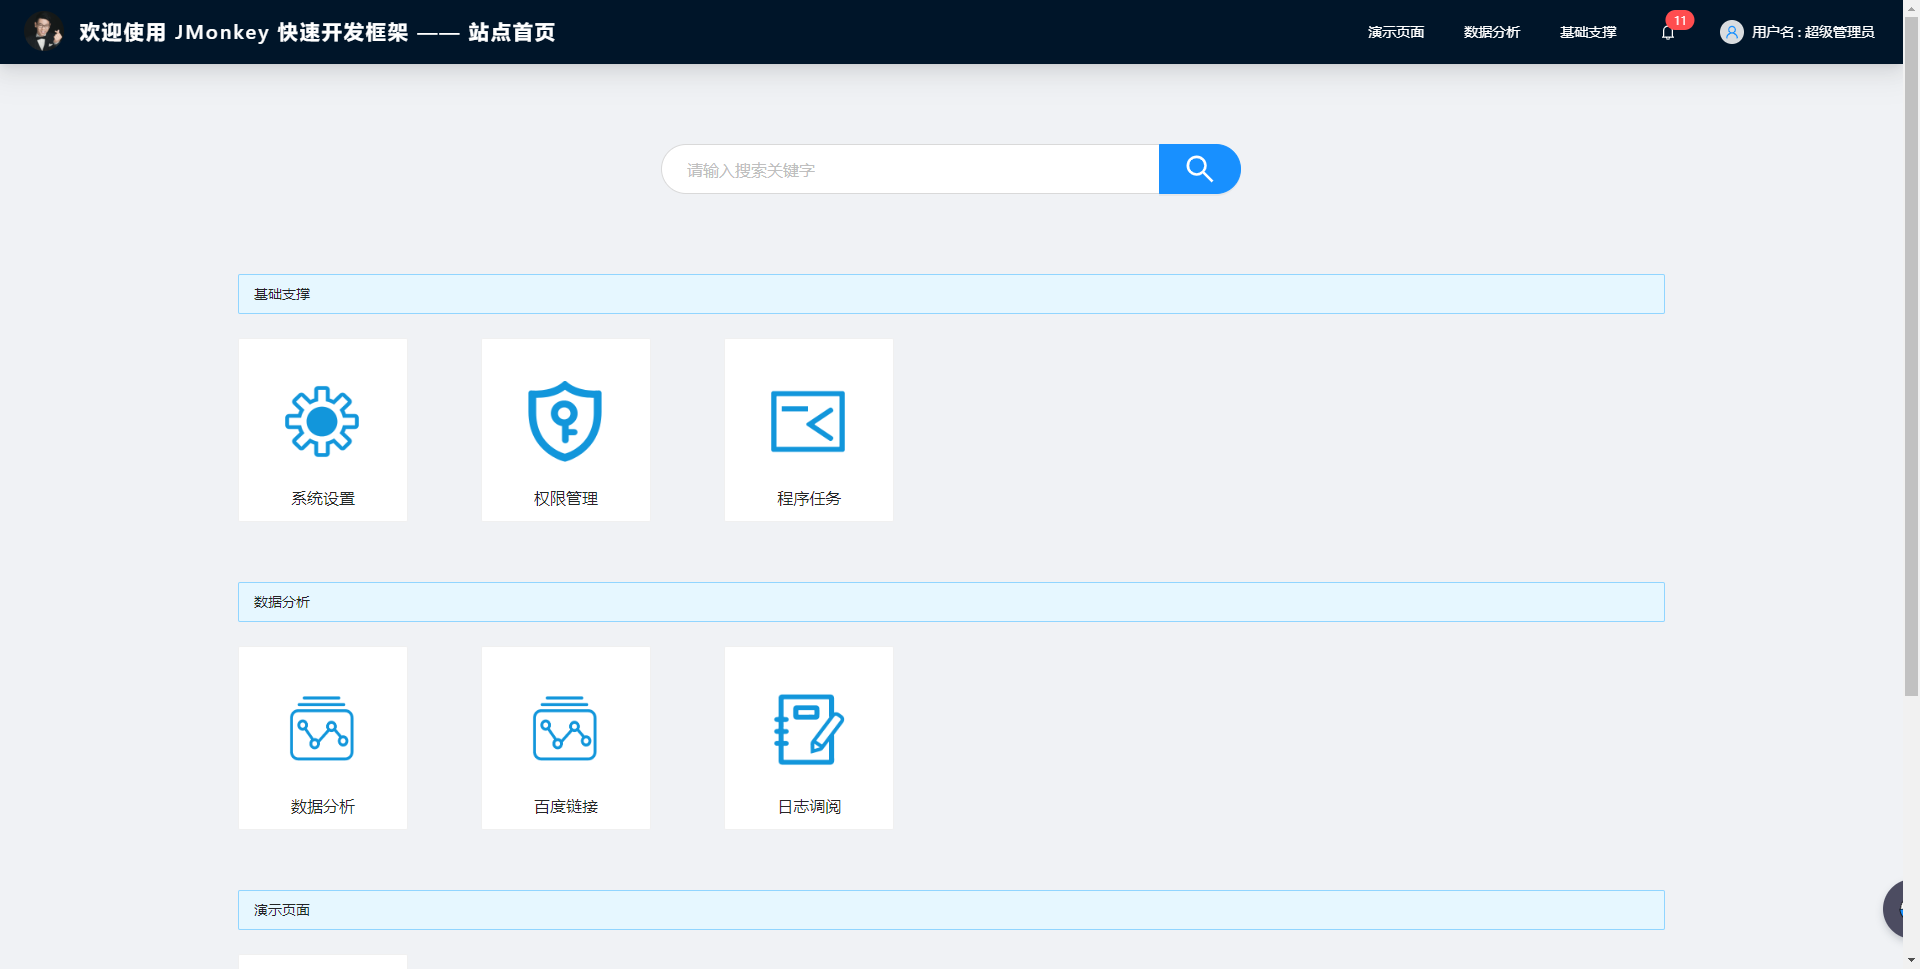 欢迎使用 JMonkey 快速开发框架 —— 站点首页
演示页面
数据分析
基础支撑
11
用户名 : 超级管理员
请输入搜索关键字
基础支撑
系统设置
权限管理
程序任务
数据分析
数据分析
百度链接
日志调阅
演示页面